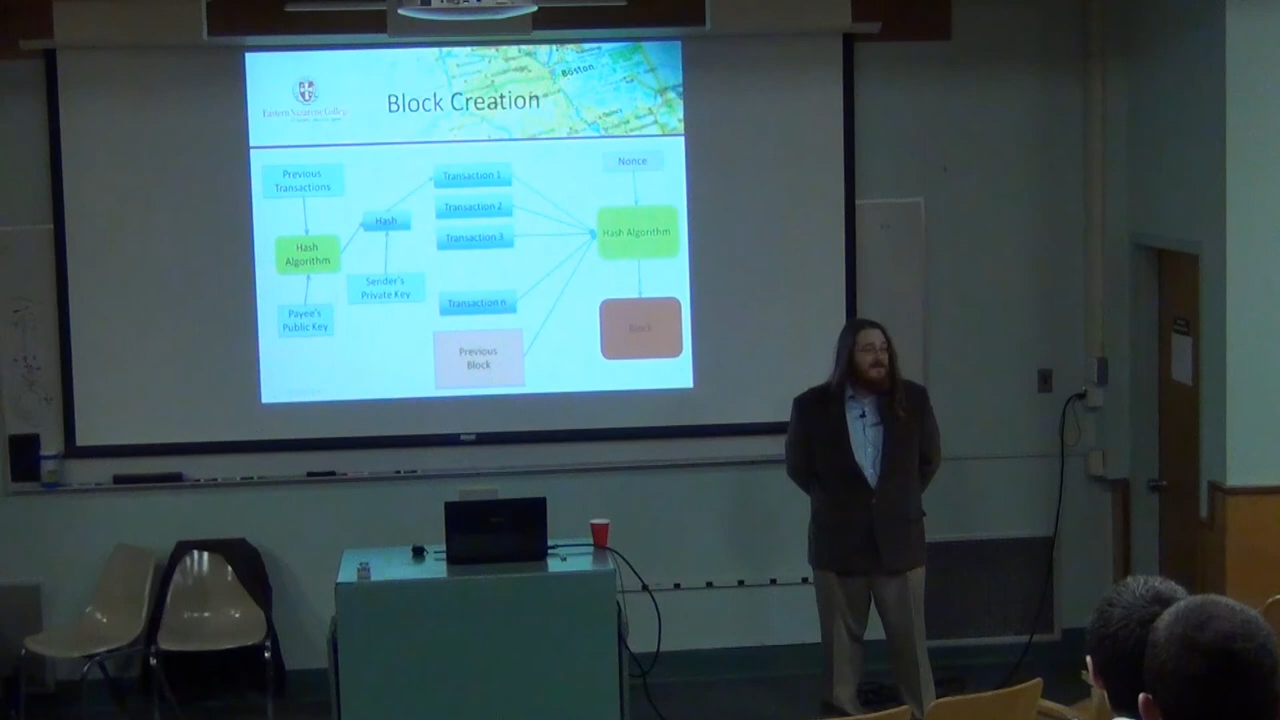 Boston
Eastern Nazarene College
Block Creation
Previous
Transactions
Hash
Algorithm
Payee's
Public Key
Hash
Sender's
Private Key
Transaction 1
Transaction 2
Transaction 3
Transaction n
Previous
Block
Nonce
Hash Algorithm
Block